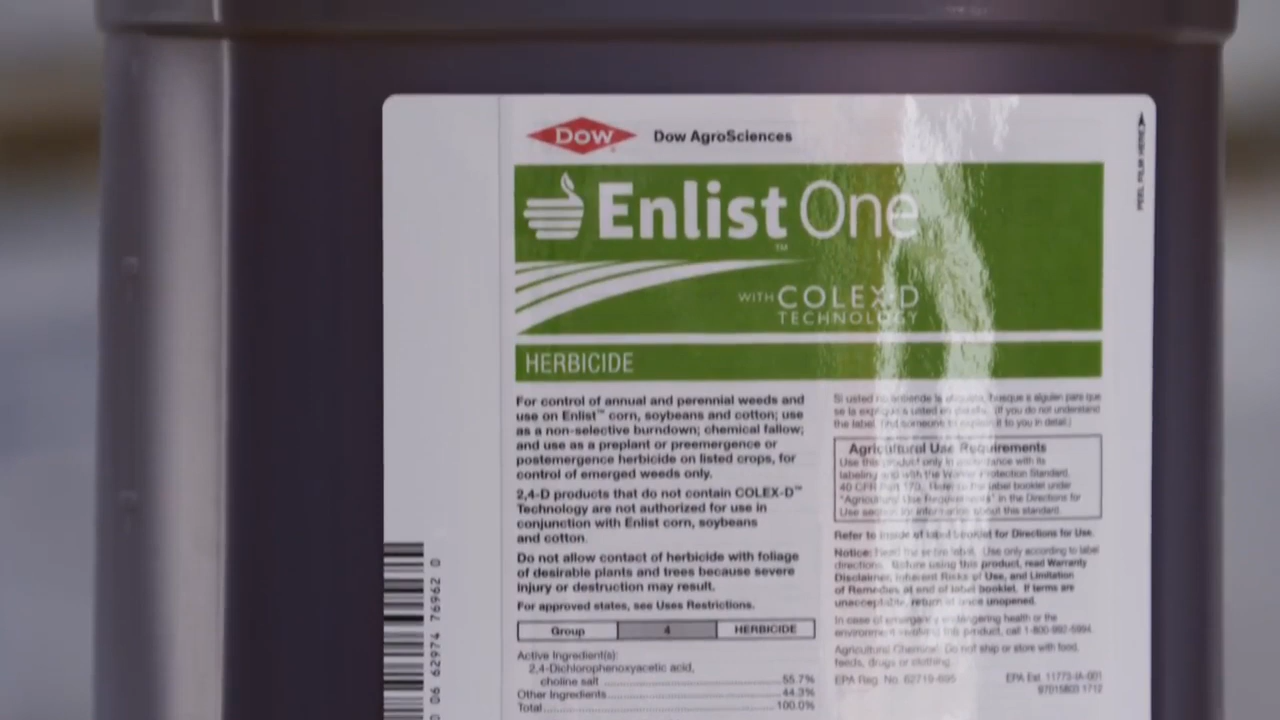 DOW
Dow AgroSciences
PEEL FILM HERE
Enlist One
™
WITH COLEX-D
TECHNOLOGY
HERBICIDE
For control of annual and perennial weeds and
use on Enlist™ corn, soybeans and cotton; use
as a non-selective burndown; chemical fallow;
and use as a preplant or preemergence or
postemergence herbicide on listed crops, for
control of emerged weeds only.
2,4-D products that do not contain COLEX-D™
Technology are not authorized for use in
conjunction with Enlist corn, soybeans
and cotton.
Do not allow contact of herbicide with foliage
of desirable plants and trees because severe
injury or destruction may result.
For approved states, see Uses Restrictions.
Group 4 HERBICIDE
Active Ingredient(s):
2,4-Dichlorophenoxyacetic acid,
choline salt 55.7%
Other Ingredients 44.3%
Total 100.0%
Si usted no entiende la etiqueta, busque a alguien para que
se la explique a usted en detalle. (If you do not understand
the label, find someone to explain it to you in detail.)
Agricultural Use Requirements
Use this product only in accordance with its
labeling and with the Worker Protection Standard,
40 CFR Part 170. Refer to the label booklet under
"Agricultural Use Requirements" in the Directions for
Use section for information about this standard.
Refer to inside of label booklet for Directions for Use.
Notice: Read the entire label. Use only according to label
directions. Before using this product, read Warranty
Disclaimer, Inherent Risks of Use, and Limitation
of Remedies at end of label booklet. If terms are
unacceptable, return at once unopened.
In case of emergency endangering health or the
environment involving this product, call 1-800-992-5994.
Agricultural Chemical: Do not ship or store with food,
feeds, drugs or clothing.
EPA Reg. No. 62719-695
EPA Est. 11773-IA-001
97015803 1712
06 62974 76962 0